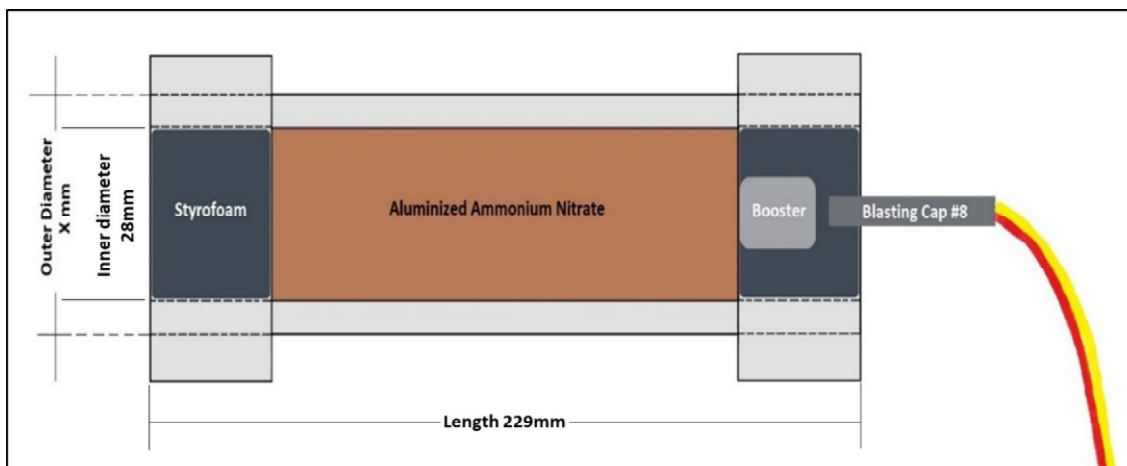 Outer Diameter
X mm
Inner diameter
28mm
Styrofoam
Aluminized Ammonium Nitrate
Booster
Blasting Cap #8
Length 229mm